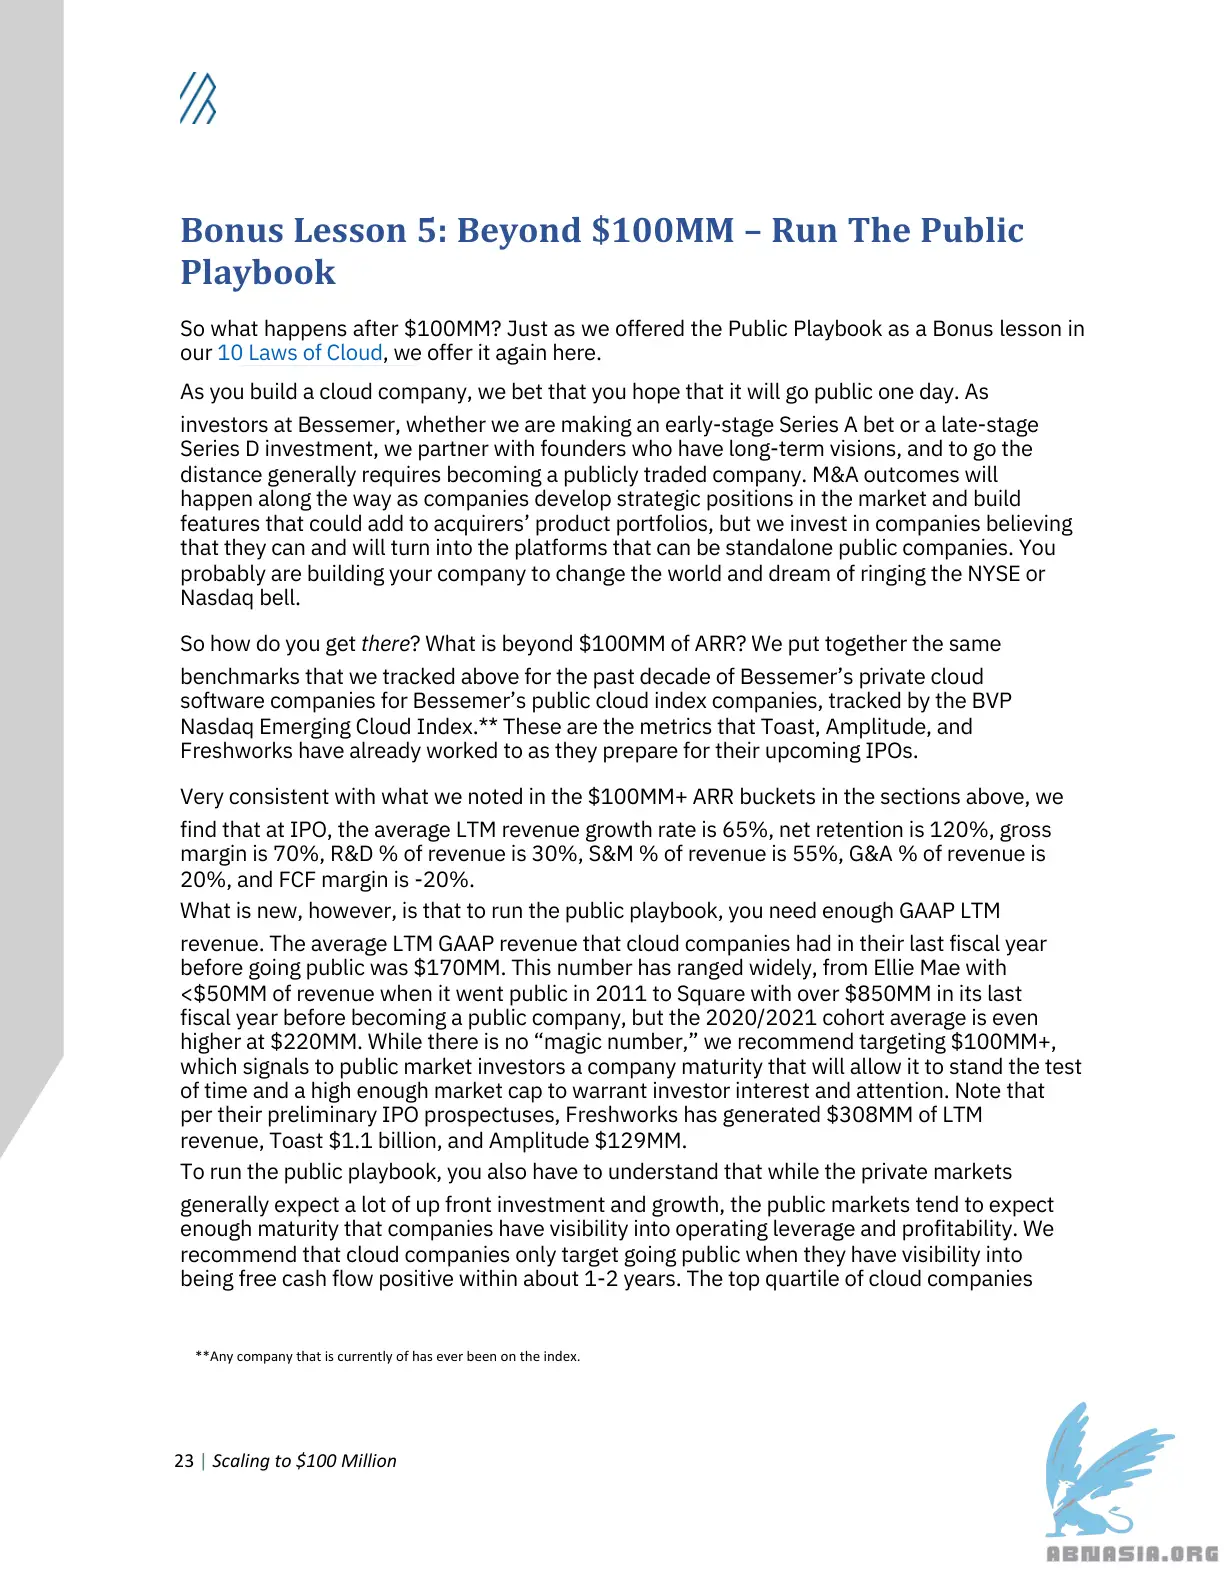 Bonus Lesson 5: Beyond $100MM – Run The Public
Playbook
So what happens after $100MM? Just as we offered the Public Playbook as a Bonus lesson in
our 10 Laws of Cloud, we offer it again here.
As you build a cloud company, we bet that you hope that it will go public one day. As
investors at Bessemer, whether we are making an early-stage Series A bet or a late-stage
Series D investment, we partner with founders who have long-term visions, and to go the
distance generally requires becoming a publicly traded company. M&A outcomes will
happen along the way as companies develop strategic positions in the market and build
features that could add to acquirers’ product portfolios, but we invest in companies believing
that they can and will turn into the platforms that can be standalone public companies. You
probably are building your company to change the world and dream of ringing the NYSE or
Nasdaq bell.
So how do you get there? What is beyond $100MM of ARR? We put together the same
benchmarks that we tracked above for the past decade of Bessemer’s private cloud
software companies for Bessemer’s public cloud index companies, tracked by the BVP
Nasdaq Emerging Cloud Index.** These are the metrics that Toast, Amplitude, and
Freshworks have already worked to as they prepare for their upcoming IPOs.
Very consistent with what we noted in the $100MM+ ARR buckets in the sections above, we
find that at IPO, the average LTM revenue growth rate is 65%, net retention is 120%, gross
margin is 70%, R&D % of revenue is 30%, S&M % of revenue is 55%, G&A % of revenue is
20%, and FCF margin is -20%.
What is new, however, is that to run the public playbook, you need enough GAAP LTM
revenue. The average LTM GAAP revenue that cloud companies had in their last fiscal year
before going public was $170MM. This number has ranged widely, from Ellie Mae with
<$50MM of revenue when it went public in 2011 to Square with over $850MM in its last
fiscal year before becoming a public company, but the 2020/2021 cohort average is even
higher at $220MM. While there is no “magic number,” we recommend targeting $100MM+,
which signals to public market investors a company maturity that will allow it to stand the test
of time and a high enough market cap to warrant investor interest and attention. Note that
per their preliminary IPO prospectuses, Freshworks has generated $308MM of LTM
revenue, Toast $1.1 billion, and Amplitude $129MM.
To run the public playbook, you also have to understand that while the private markets
generally expect a lot of up front investment and growth, the public markets tend to expect
enough maturity that companies have visibility into operating leverage and profitability. We
recommend that cloud companies only target going public when they have visibility into
being free cash flow positive within about 1-2 years. The top quartile of cloud companies
**Any company that is currently of has ever been on the index.
23 | Scaling to $100 Million
ABNASIA.ORG